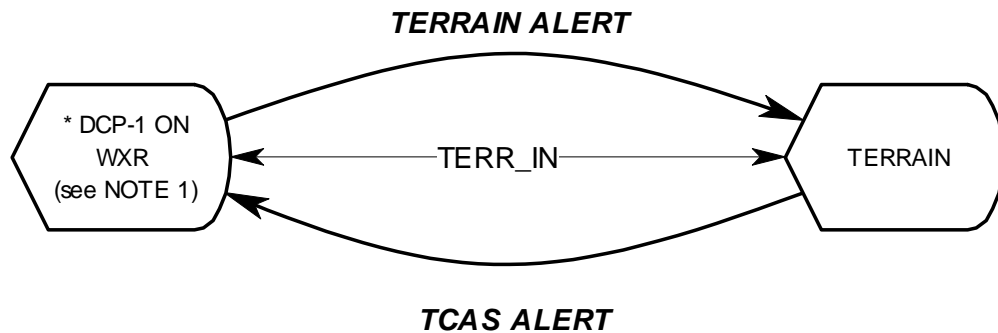 TERRAIN ALERT
* DCP-1 ON
WXR
(see NOTE 1)
TERR_IN
TERRAIN
TCAS ALERT